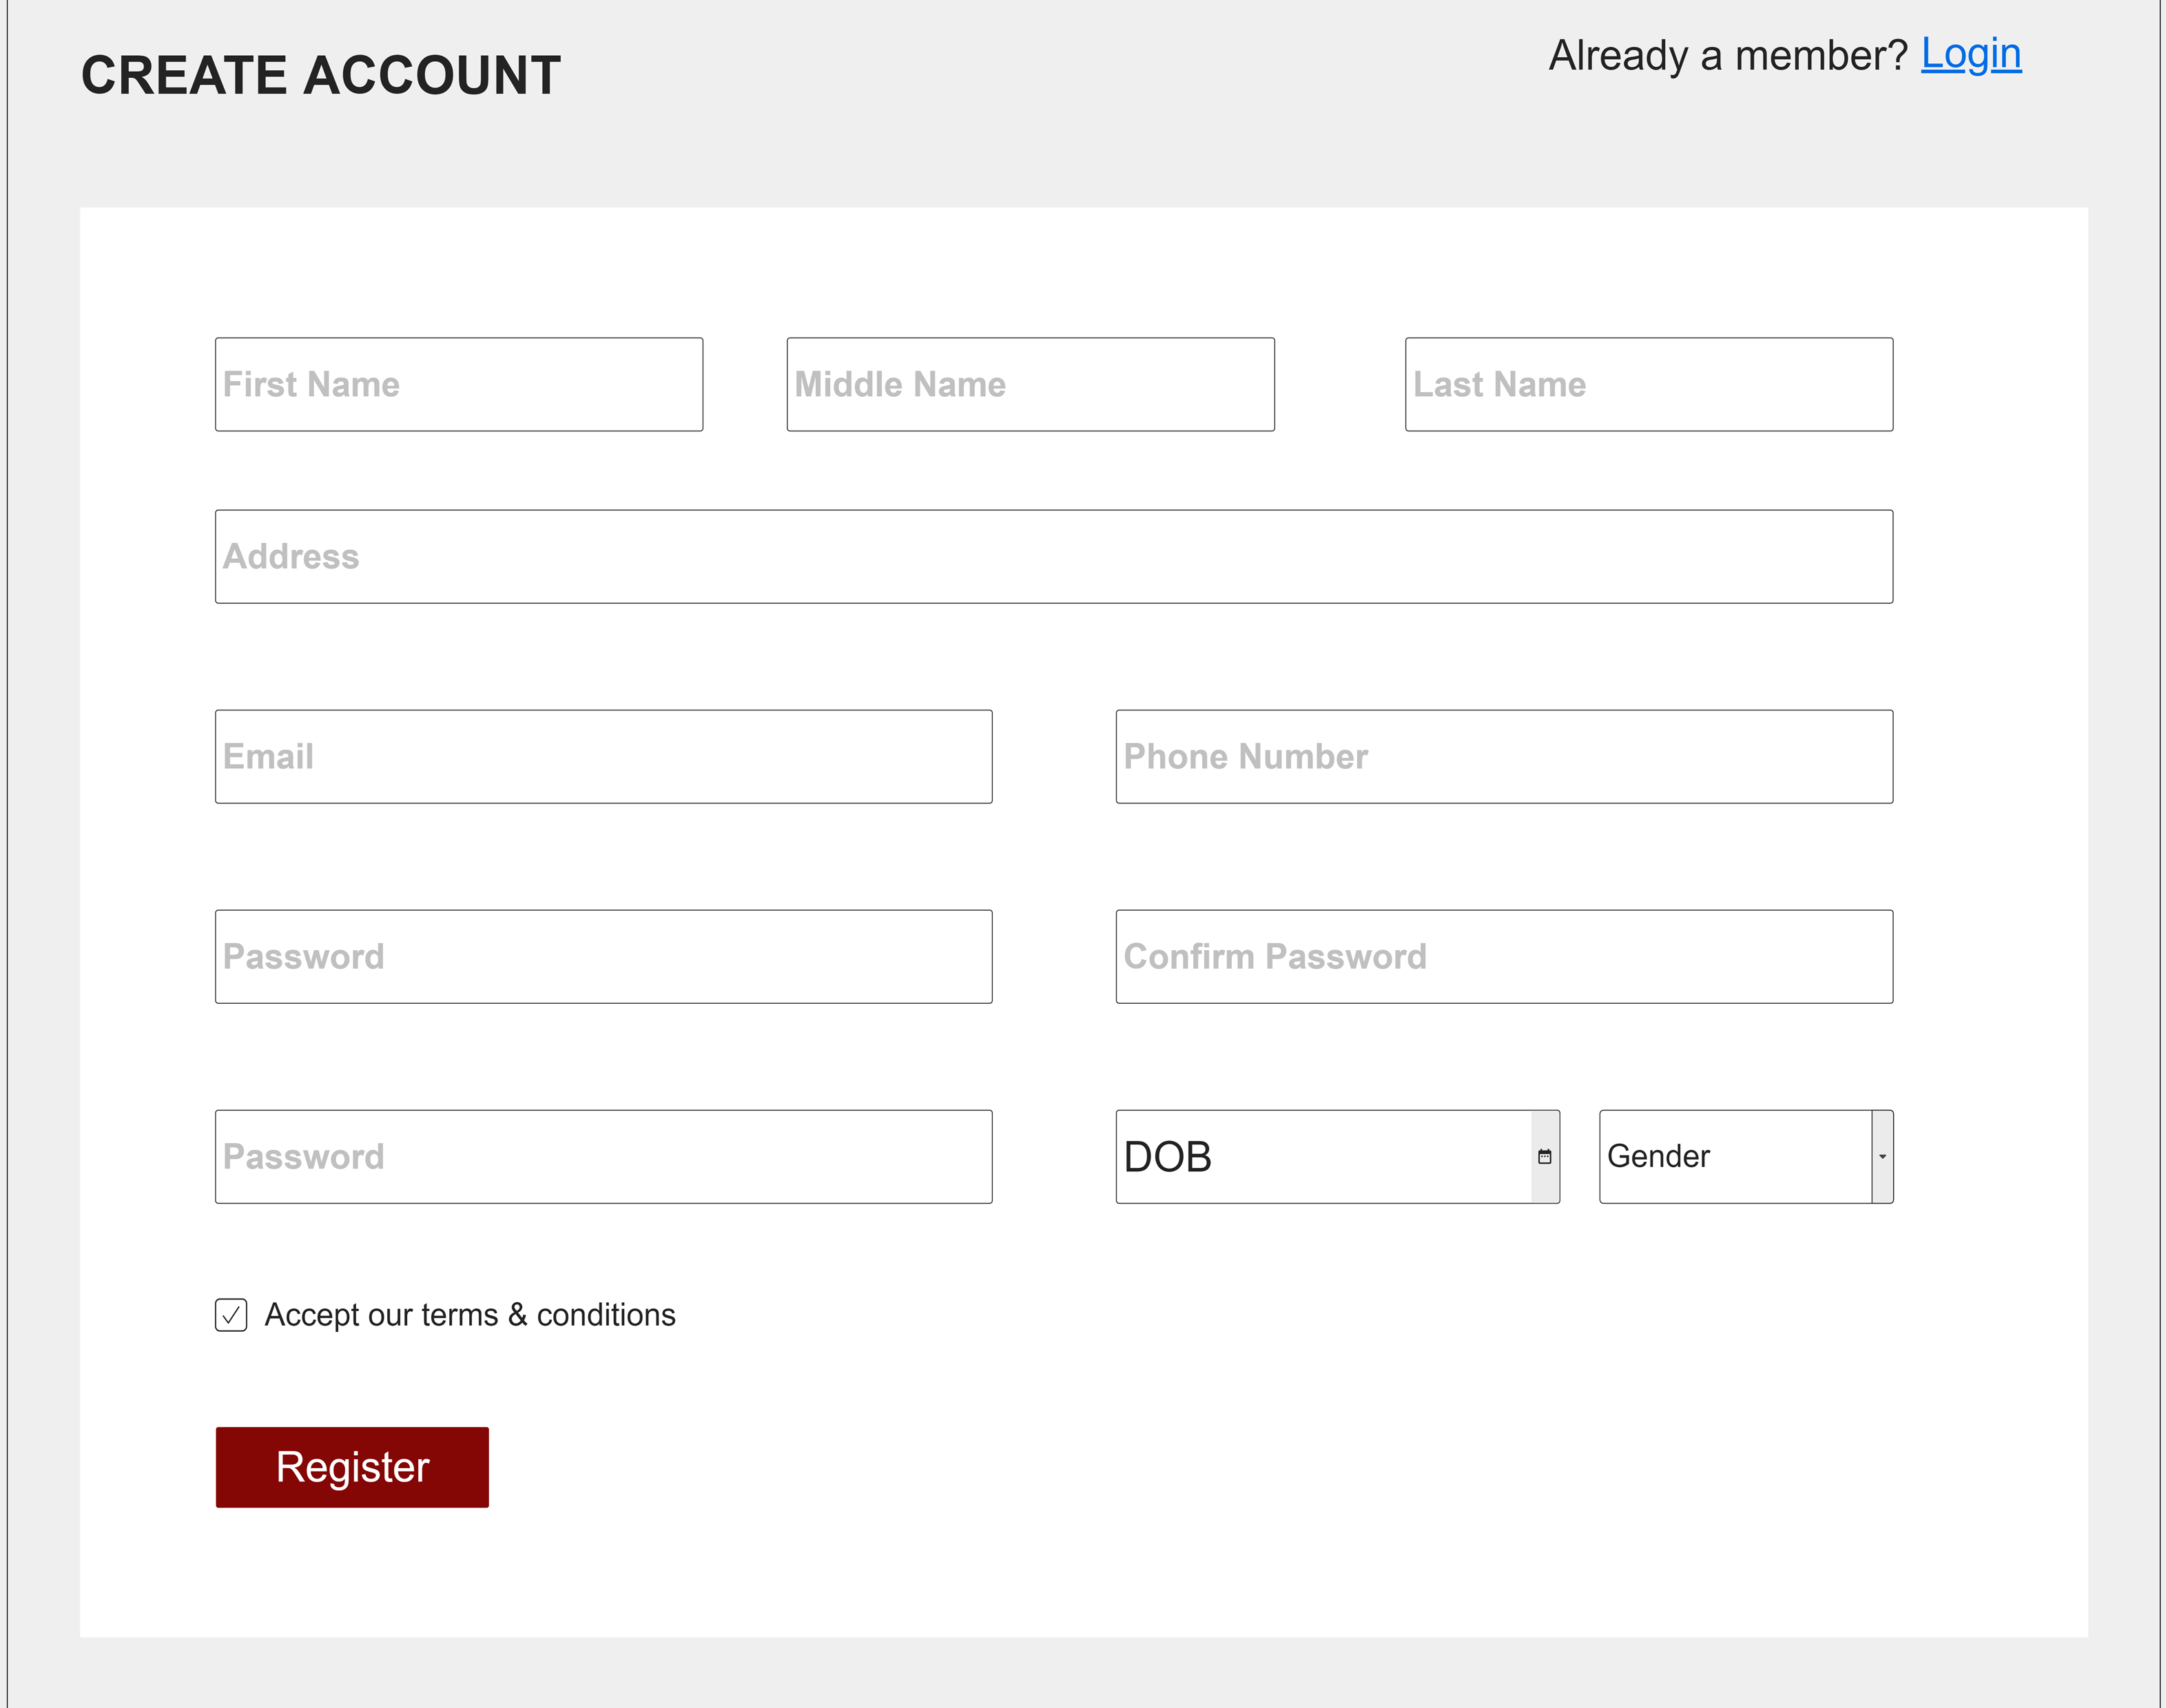 CREATE ACCOUNT
Already a member? Login
First Name
Middle Name
Last Name
Address
Email
Phone Number
Password
Confirm Password
Password
DOB
Gender
Accept our terms & conditions
Register